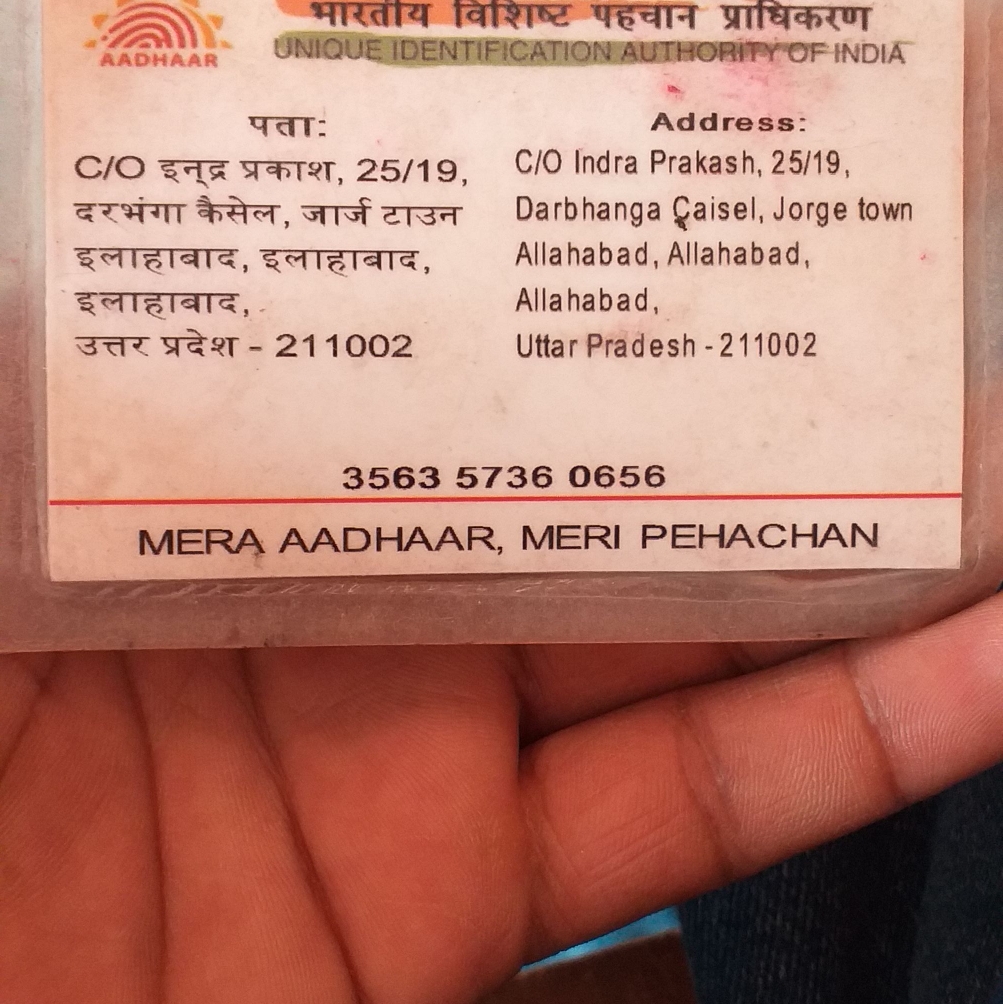 भारतीय विशिष्ट पहचान प्राधिकरण
AADHAAR
UNIQUE IDENTIFICATION AUTHORITY OF INDIA
पता:
C/O इन्द्र प्रकाश, 25/19,
दरभंगा कैसेल, जार्ज टाउन
इलाहाबाद, इलाहाबाद,
इलाहाबाद,
उत्तर प्रदेश - 211002
Address:
C/O Indra Prakash, 25/19,
Darbhanga Caisel, Jorge town
Allahabad, Allahabad,
Allahabad,
Uttar Pradesh - 211002
3563 5736 0656
MERA AADHAAR, MERI PEHACHAN